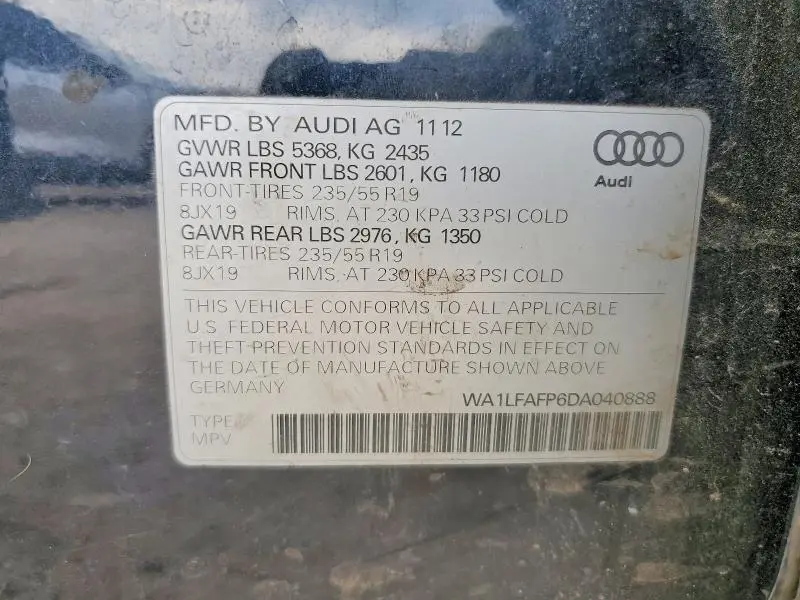 MFD. BY AUDI AG 11 12
GVWR LBS 5368, KG 2435
GAWR FRONT LBS 2601, KG 1180
FRONT-TIRES 235/55 R19
8JX19 RIMS, AT 230 KPA 33 PSI COLD
GAWR REAR LBS 2976, KG 1350
REAR-TIRES 235/55 R19
8JX19 RIMS, AT 230 KPA 33 PSI COLD
Audi
THIS VEHICLE CONFORMS TO ALL APPLICABLE
U.S. FEDERAL MOTOR VEHICLE SAFETY AND
THEFT-PREVENTION STANDARDS IN EFFECT ON
THE DATE OF MANUFACTURE SHOWN ABOVE
GERMANY
WA1LFAFP6DA040888
TYPE:
MPV